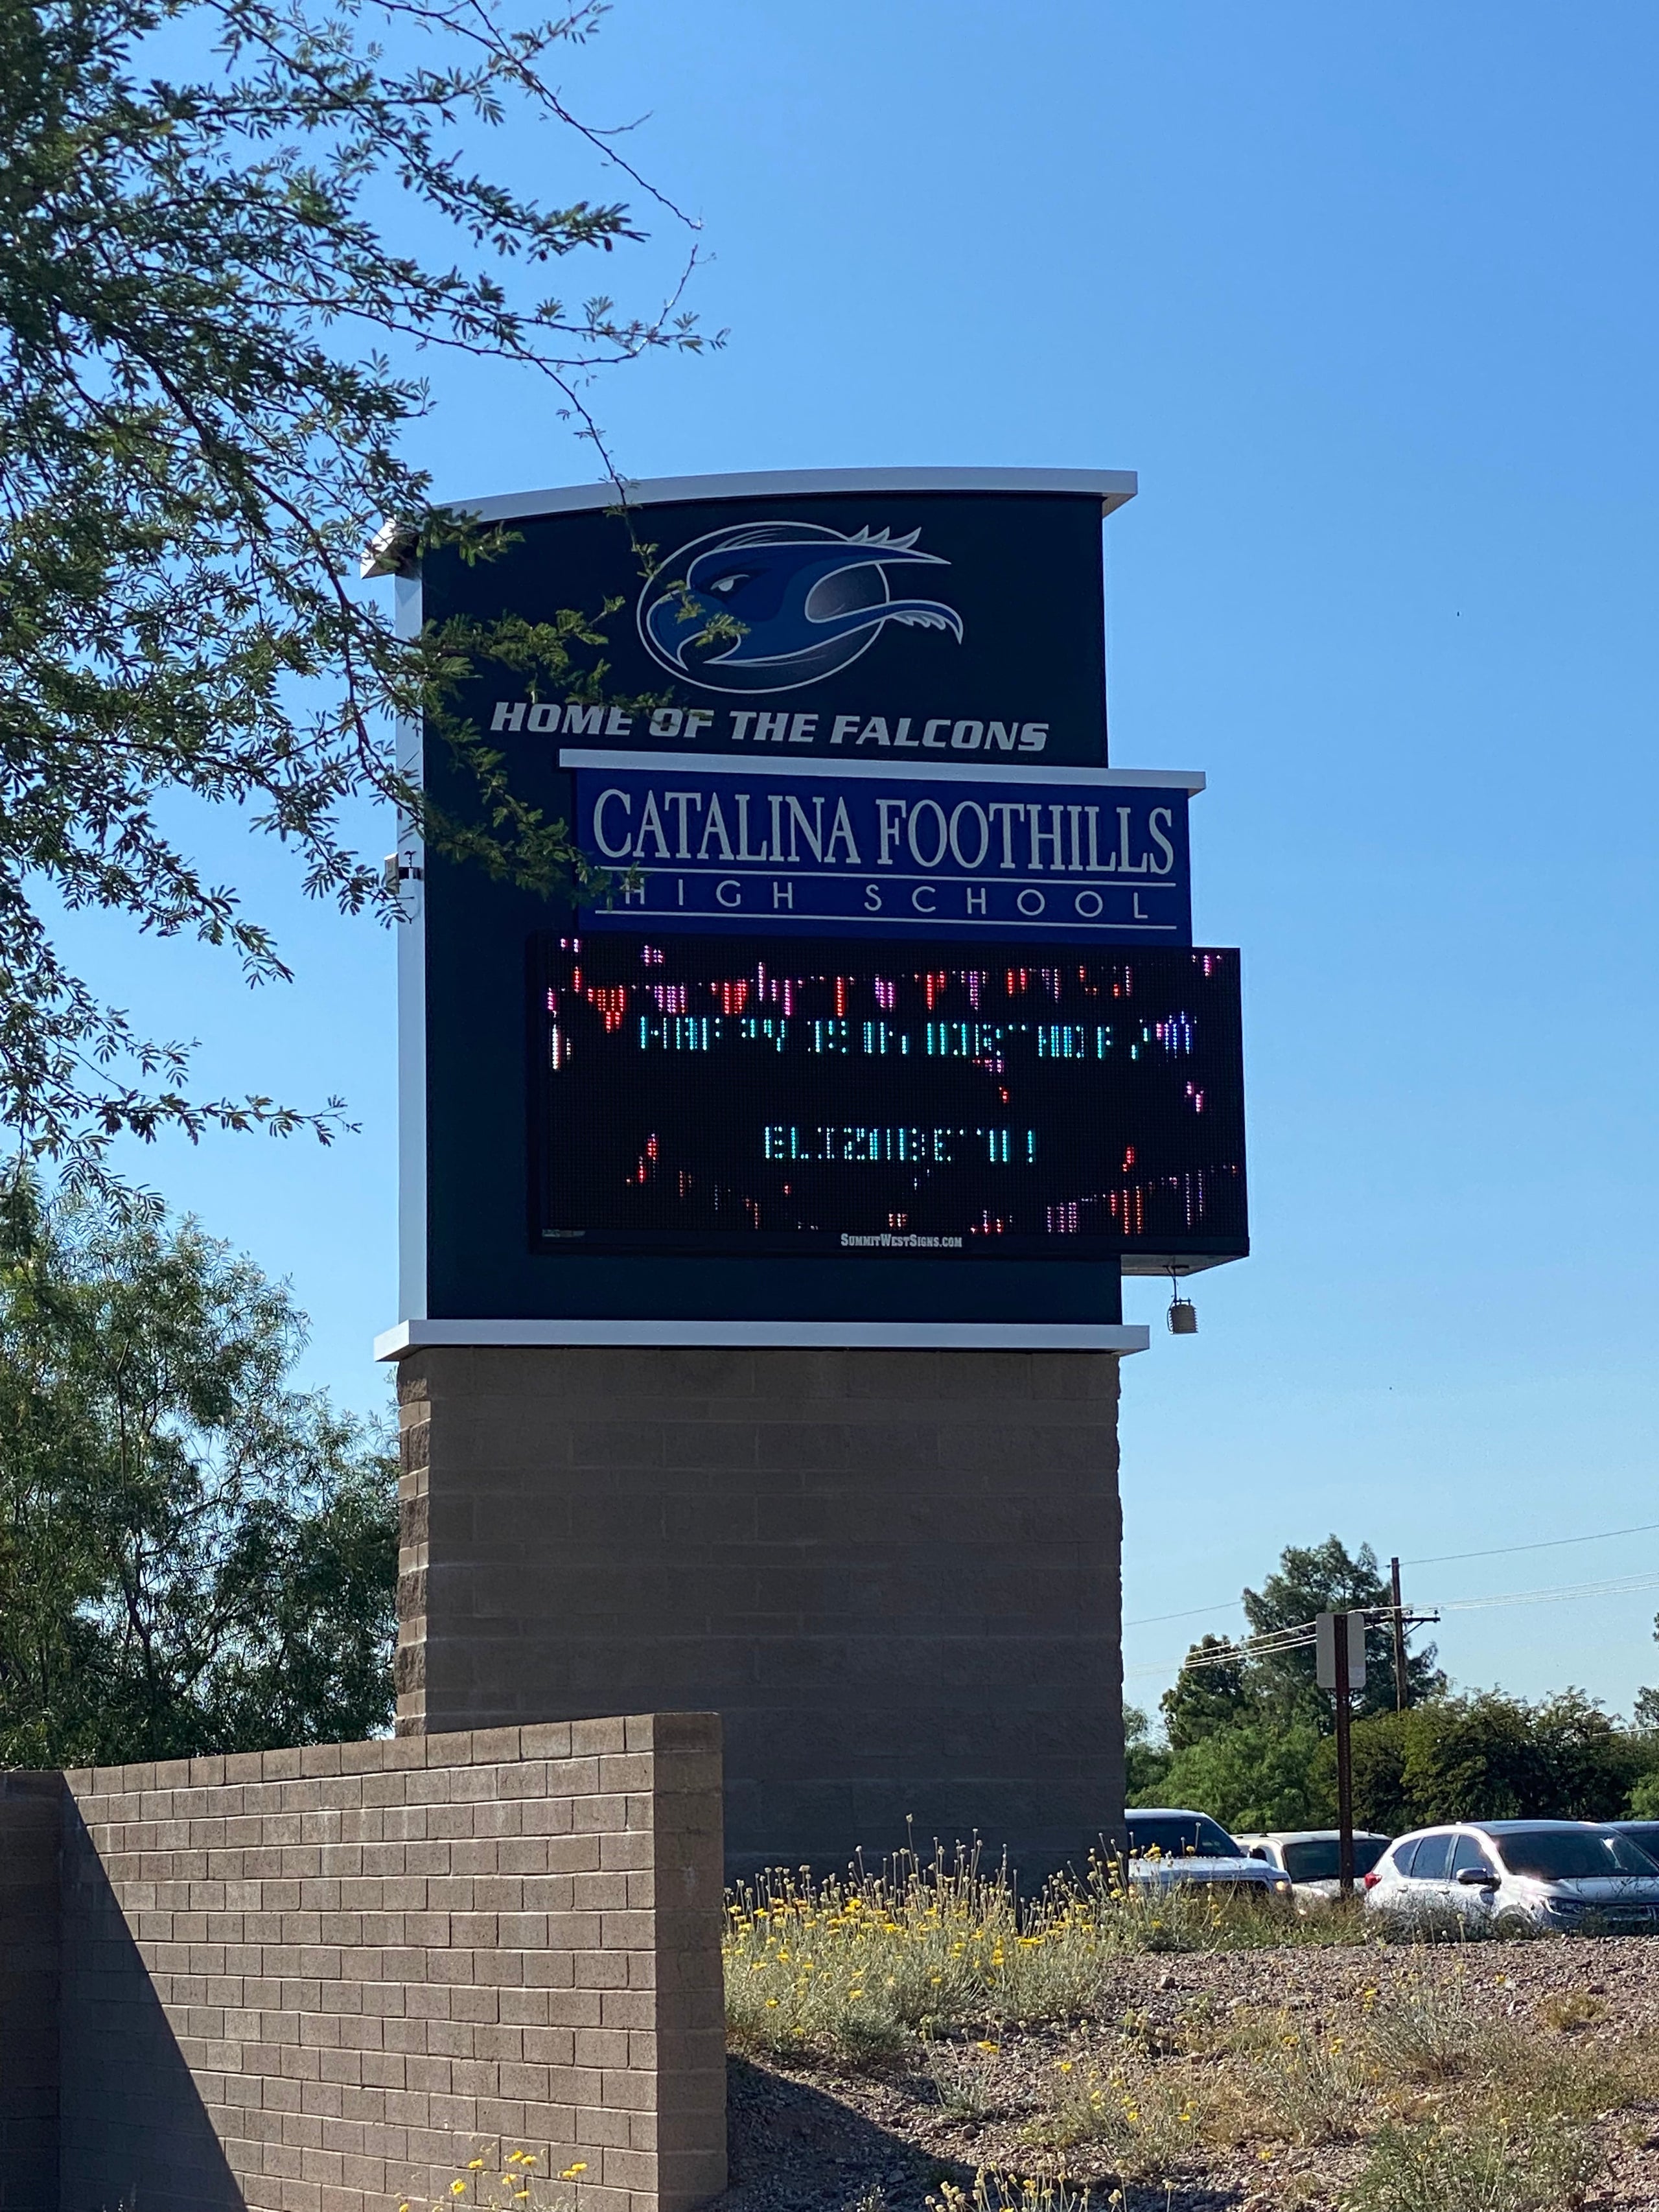 HOME OF THE FALCONS
CATALINA FOOTHILLS
HIGH SCHOOL
ELIZABETH!
SUMMITWESTSIGNS.COM